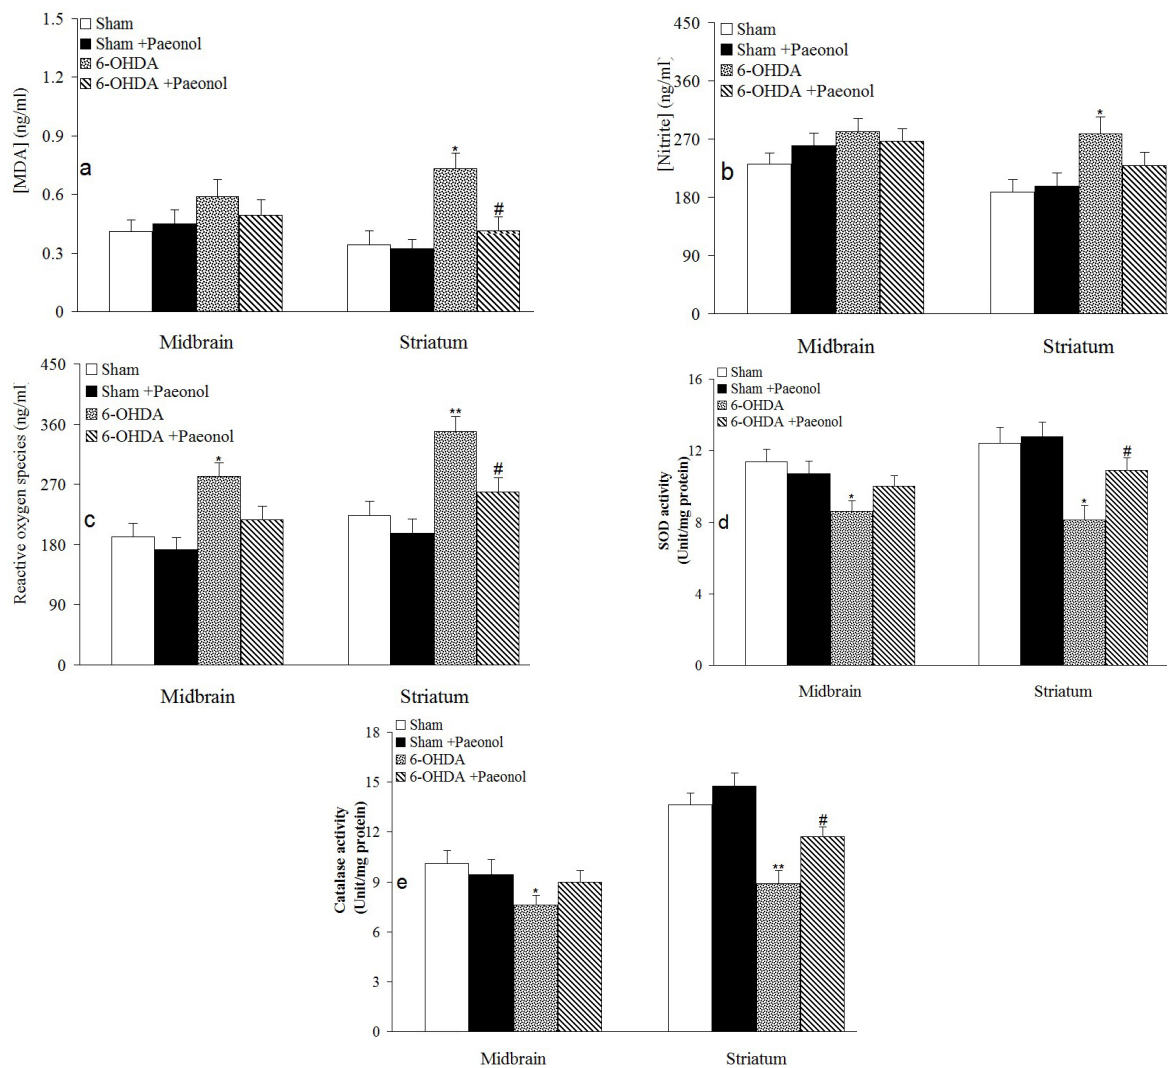 1.5
1.2
0.9
0.6
0.3
0
[MDA] (ng/ml)
Sham
Sham +Paeonol
6-OHDA
6-OHDA +Paeonol
a
*
#
Midbrain
Striatum
450
360
270
180
90
0
[Nitrite] (ng/ml)
Sham
Sham +Paeonol
6-OHDA
6-OHDA +Paeonol
b
*
Midbrain
Striatum
450
360
270
180
90
0
Reactive oxygen species (ng/ml)
Sham
Sham +Paeonol
6-OHDA
6-OHDA +Paeonol
c
*
**
#
Midbrain
Striatum
16
12
8
4
0
SOD activity
(Unit/mg protein)
Sham
Sham +Paeonol
6-OHDA
6-OHDA +Paeonol
d
*
*
#
Midbrain
Striatum
18
15
12
9
6
3
0
Catalase activity
(Unit/mg protein)
Sham
Sham +Paeonol
6-OHDA
6-OHDA +Paeonol
e
*
**
#
Midbrain
Striatum